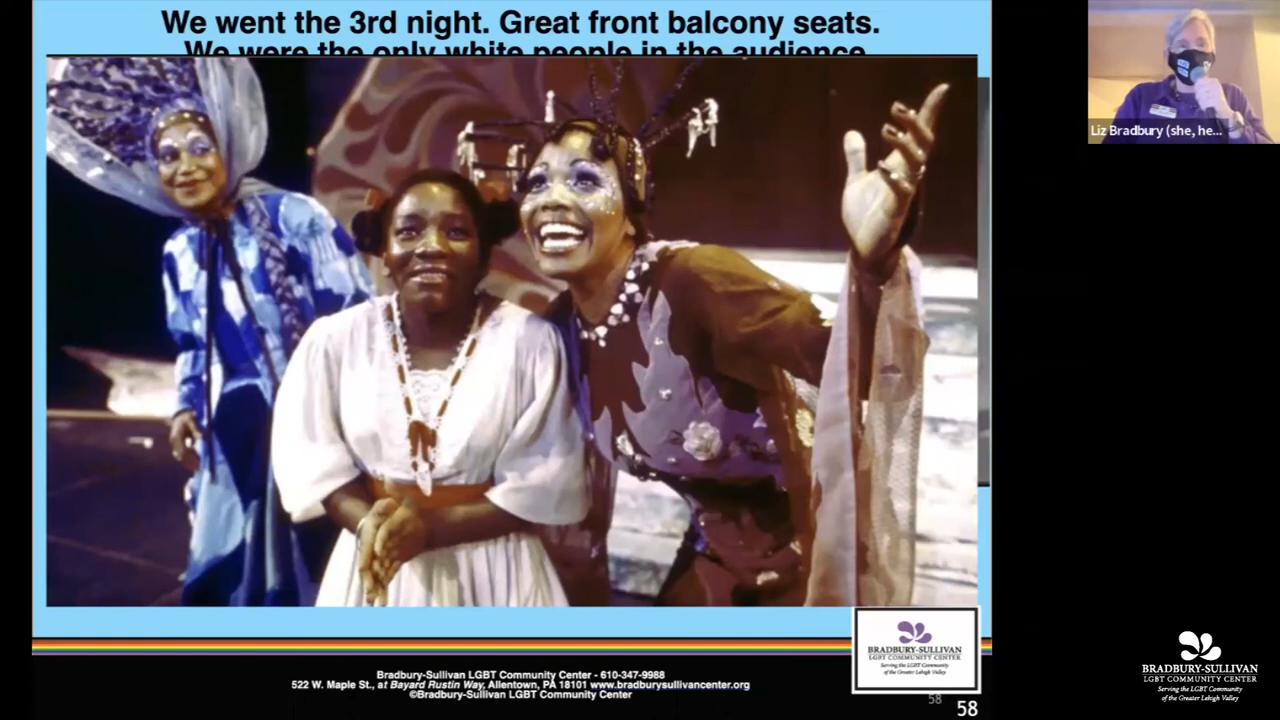 We went the 3rd night. Great front balcony seats.
We were the only white people in the audience
Liz Bradbury (she, he...
BRADBURY-SULLIVAN
LGBT COMMUNITY CENTER
Serving the LGBT Community
of the Greater Lehigh Valley
Bradbury-Sullivan LGBT Community Center - 610-347-9988
522 W. Maple St., at Bayard Rustin Way, Allentown, PA 18101 www.bradburysullivancenter.org
©Bradbury-Sullivan LGBT Community Center
58
58
BRADBURY-SULLIVAN
LGBT COMMUNITY CENTER
Serving the LGBT Community
of the Greater Lehigh Valley